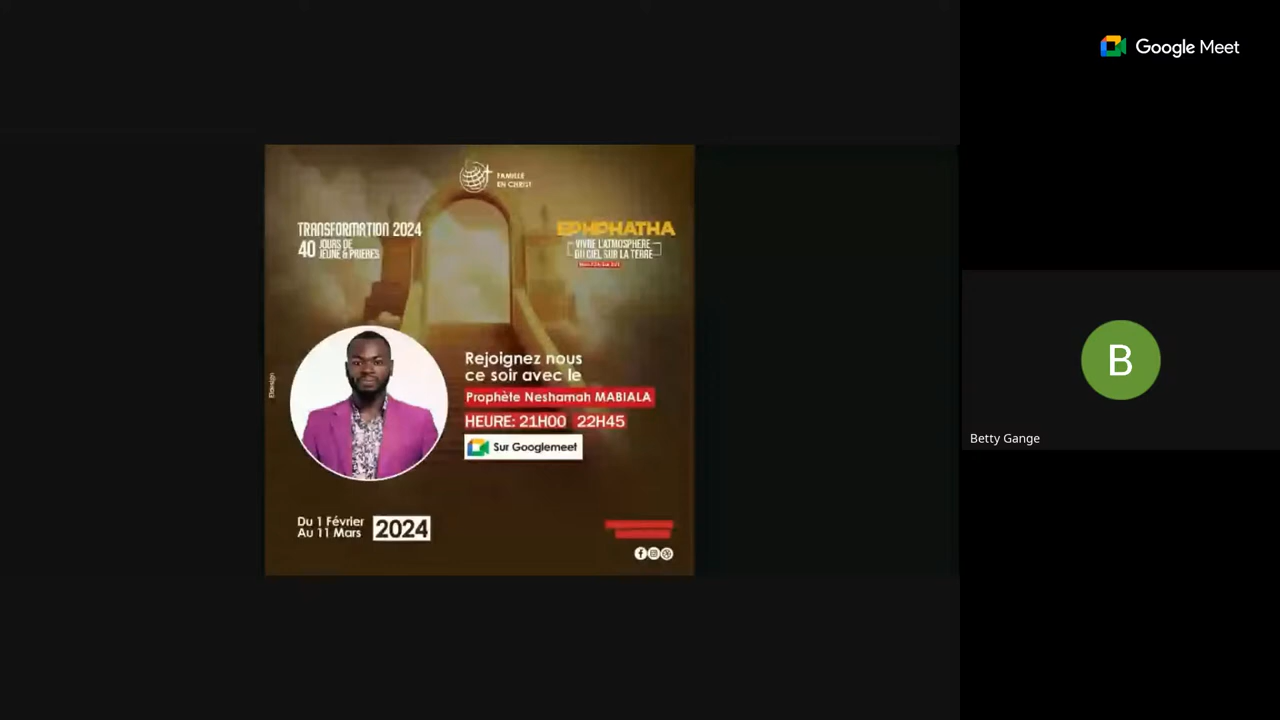 Google Meet
FAMILLE
EN CHRIST
TRANSFORMATION 2024
40 JOURS DE
JEUNE & PRIERES
EPHPHATHA
VIVRE L'ATMOSPHERE
DU CIEL SUR LA TERRE
Rejoignez nous
ce soir avec le
Prophète Neshamah MABIALA
HEURE: 21H00 22H45
Sur Googlemeet
Du 1 Février
Au 11 Mars 2024
B
Betty Gange